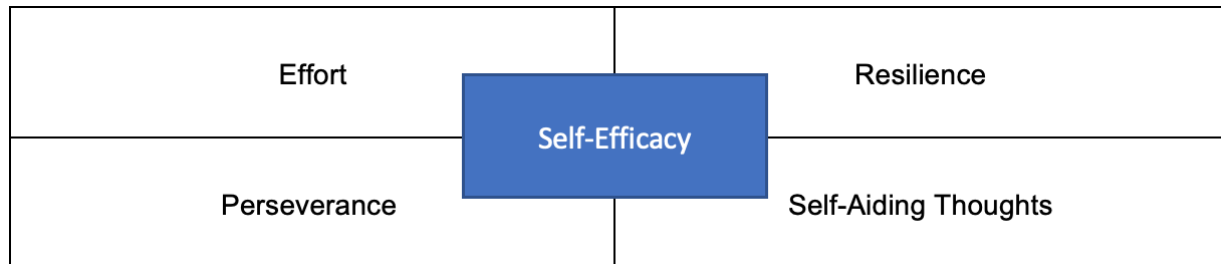 Effort
Resilience
Self-Efficacy
Perseverance
Self-Aiding Thoughts